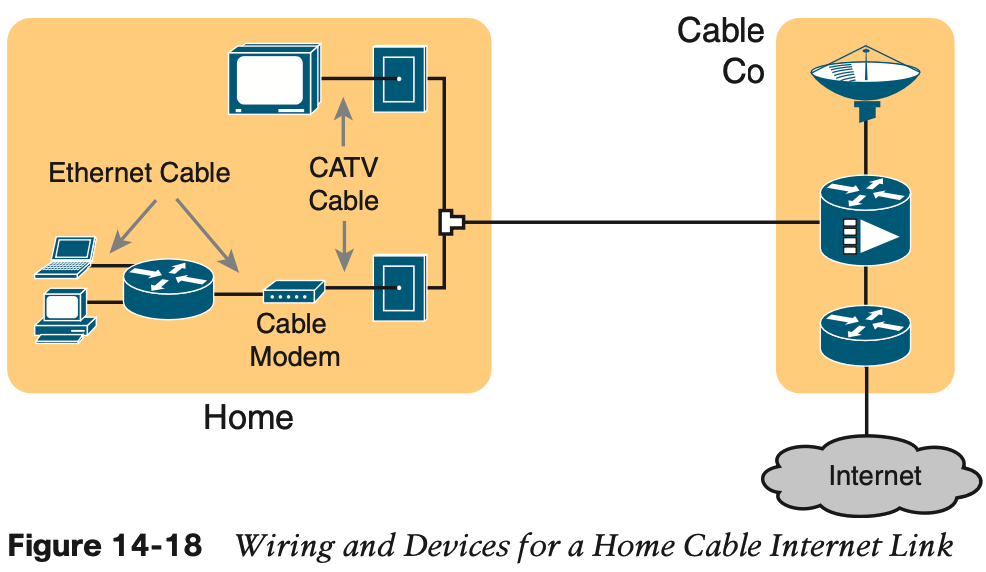 Cable
Co
Ethernet Cable
CATV
Cable
Cable
Modem
Home
Internet
Figure 14-18 Wiring and Devices for a Home Cable Internet Link